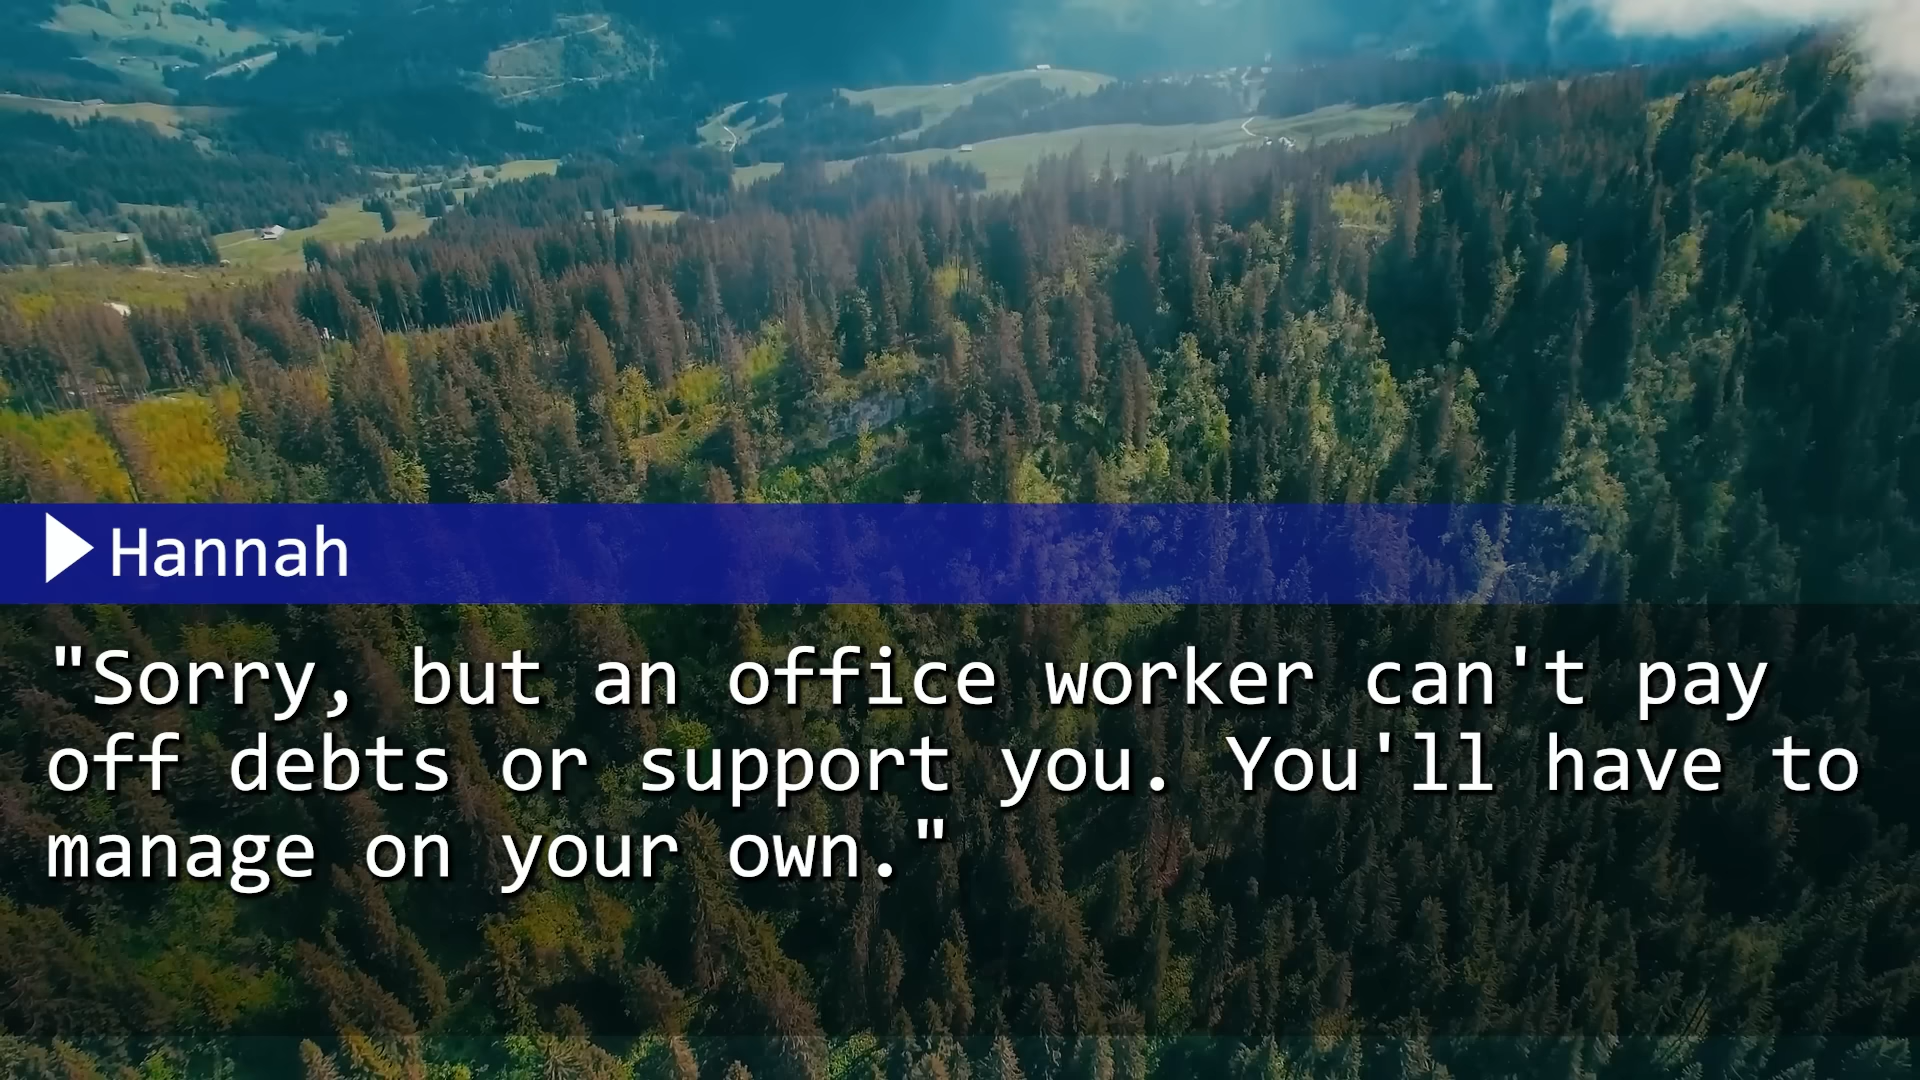 Hannah
"Sorry, but an office worker can't pay
off debts or support you. You'll have to
manage on your own."